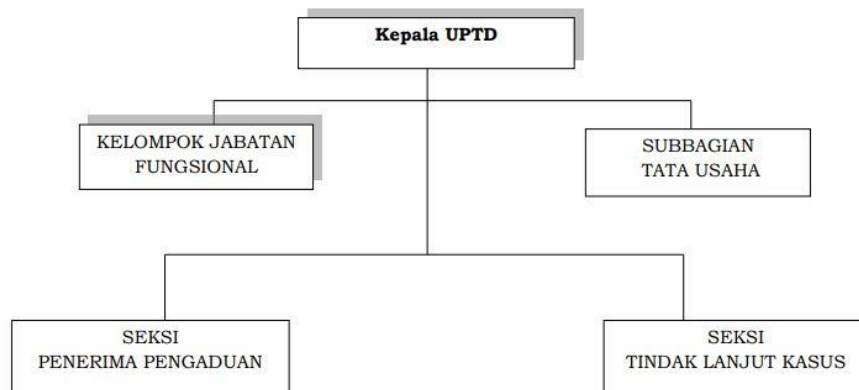 Kepala UPTD
KELOMPOK JABATAN
FUNGSIONAL
SUBBAGIAN
TATA USAHA
SEKSI
PENERIMA PENGADUAN
SEKSI
TINDAK LANJUT KASUS